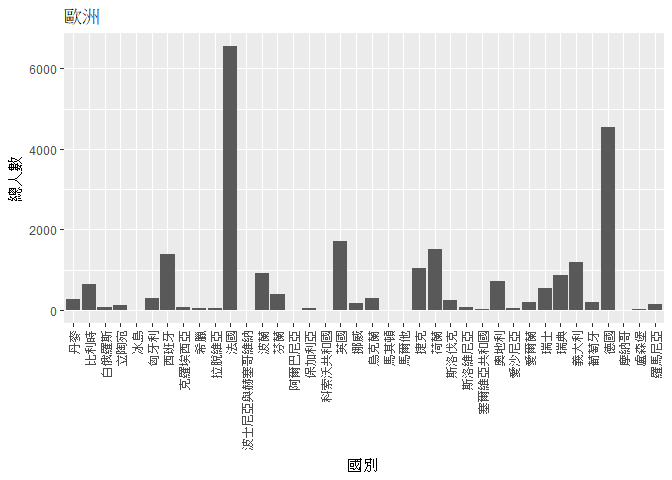 歐洲
總人數
6000
4000
2000
0
丹麥
比利時
白俄羅斯
立陶宛
冰島
匈牙利
西班牙
克羅埃西亞
希臘
拉脫維亞
法國
波士尼亞與赫塞哥維納
波蘭
芬蘭
阿爾巴尼亞
保加利亞
科索沃共和國
英國
挪威
烏克蘭
馬其頓
馬爾他
捷克
荷蘭
斯洛伐克
斯洛維尼亞
塞爾維亞共和國
奧地利
愛沙尼亞
愛爾蘭
瑞士
瑞典
義大利
葡萄牙
德國
摩納哥
盧森堡
羅馬尼亞
國別